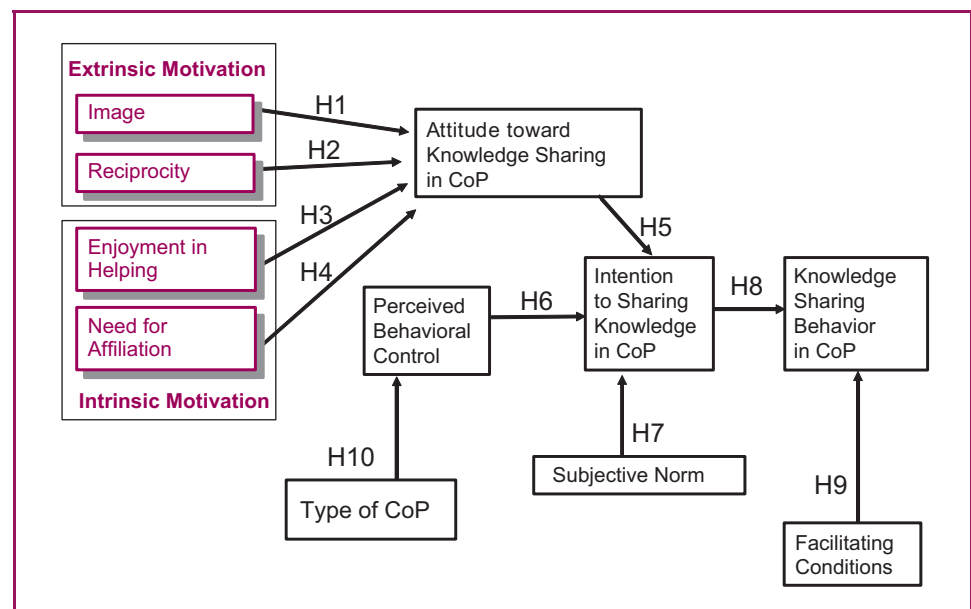 Extrinsic Motivation
Image
Reciprocity
Enjoyment in
Helping
Need for
Affiliation
Intrinsic Motivation
H1
H2
H3
H4
Attitude toward
Knowledge Sharing
in CoP
H5
Perceived
Behavioral
Control
H6
Intention
to Sharing
Knowledge
in CoP
H8
Knowledge
Sharing
Behavior
in CoP
H10
Type of CoP
H7
Subjective Norm
H9
Facilitating
Conditions